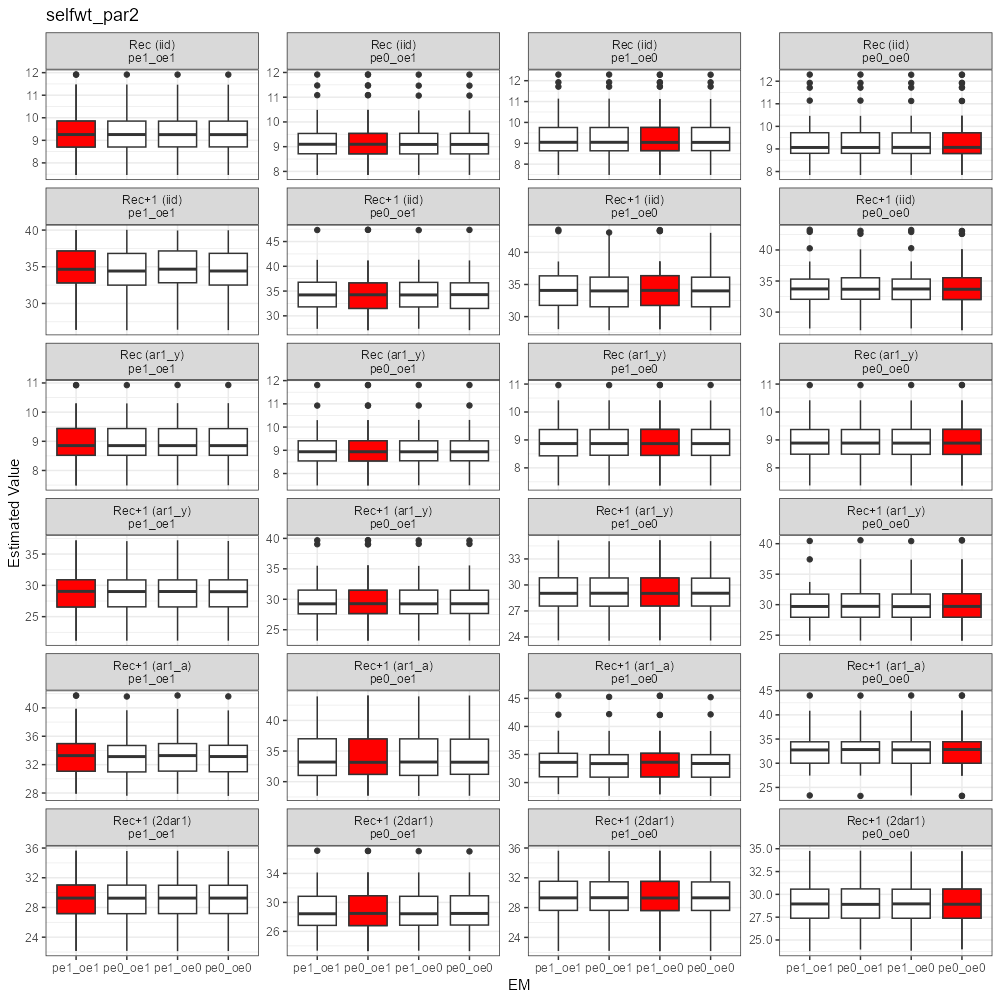 selfwt_par2
Rec (iid)
pe1_oe1
Rec (iid)
pe0_oe1
Rec (iid)
pe1_oe0
Rec (iid)
pe0_oe0
12
11
10
9
8
12
11
10
9
8
12
11
10
9
8
12
10
9
8
Rec+1 (iid)
pe1_oe1
Rec+1 (iid)
pe0_oe1
Rec+1 (iid)
pe1_oe0
Rec+1 (iid)
pe0_oe0
40
35
30
45
40
35
30
40
35
30
40
35
30
Rec (ar1_y)
pe1_oe1
Rec (ar1_y)
pe0_oe1
Rec (ar1_y)
pe1_oe0
Rec (ar1_y)
pe0_oe0
11
10
9
8
12
11
10
9
8
11
10
9
8
11
10
9
8
Rec+1 (ar1_y)
pe1_oe1
Rec+1 (ar1_y)
pe0_oe1
Rec+1 (ar1_y)
pe1_oe0
Rec+1 (ar1_y)
pe0_oe0
35
30
25
40
35
30
25
33
30
27
24
40
35
30
25
Rec+1 (ar1_a)
pe1_oe1
Rec+1 (ar1_a)
pe0_oe1
Rec+1 (ar1_a)
pe1_oe0
Rec+1 (ar1_a)
pe0_oe0
40
36
32
28
40
35
30
45
40
35
30
45
40
35
30
25
Rec+1 (2dar1)
pe1_oe1
Rec+1 (2dar1)
pe0_oe1
Rec+1 (2dar1)
pe1_oe0
Rec+1 (2dar1)
pe0_oe0
36
32
28
24
34
30
26
36
32
28
24
35.0
32.5
30.0
27.5
25.0
pe1_oe1 pe0_oe1 pe1_oe0 pe0_oe0
pe1_oe1 pe0_oe1 pe1_oe0 pe0_oe0
pe1_oe1 pe0_oe1 pe1_oe0 pe0_oe0
pe1_oe1 pe0_oe1 pe1_oe0 pe0_oe0
EM
Estimated Value